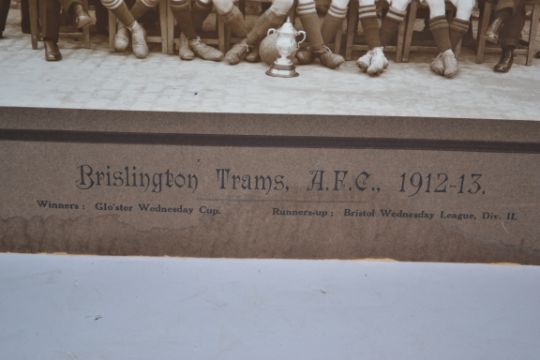 Brislington Trams, A.F.C., 1912-13.
Winners: Glo'ster Wednesday Cup. Runners-up: Bristol Wednesday League, Div. II.